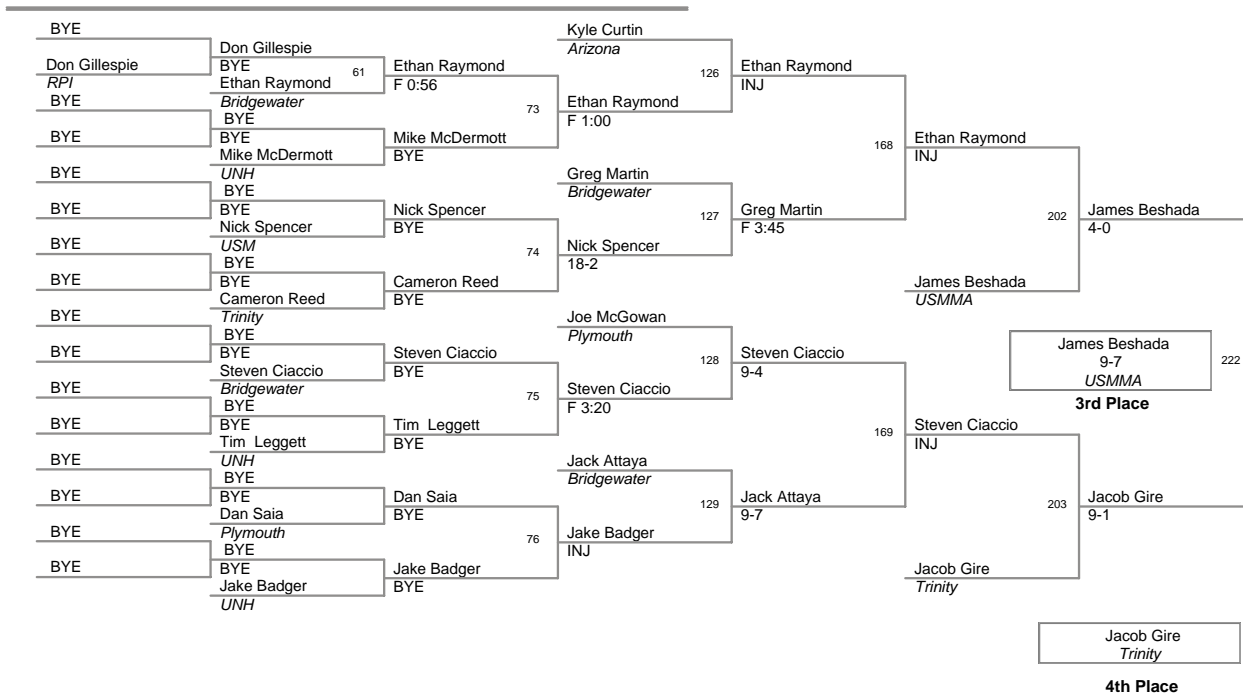 BYE
Don Gillespie
RPI
BYE
BYE
BYE
BYE
BYE
BYE
BYE
BYE
BYE
BYE
BYE
BYE
BYE
BYE
Don Gillespie
BYE
Ethan Raymond
Bridgewater
BYE
BYE
Mike McDermott
UNH
BYE
BYE
Nick Spencer
USM
BYE
BYE
Cameron Reed
Trinity
BYE
BYE
Steven Ciaccio
Bridgewater
BYE
BYE
Tim Leggett
UNH
BYE
BYE
Dan Saia
Plymouth
BYE
BYE
Jake Badger
UNH
61
Ethan Raymond
F 0:56
Mike McDermott
BYE
Nick Spencer
BYE
Cameron Reed
BYE
Steven Ciaccio
BYE
Tim Leggett
BYE
Dan Saia
BYE
Jake Badger
BYE
73
74
75
76
Kyle Curtin
Arizona
Ethan Raymond
F 1:00
Greg Martin
Bridgewater
Nick Spencer
18-2
Joe McGowan
Plymouth
Steven Ciaccio
F 3:20
Jack Attaya
Bridgewater
Jake Badger
INJ
126
127
128
129
Ethan Raymond
INJ
Greg Martin
F 3:45
Steven Ciaccio
9-4
Jack Attaya
9-7
168
169
Ethan Raymond
INJ
James Beshada
USMMA
Steven Ciaccio
INJ
Jacob Gire
Trinity
202
203
James Beshada
4-0
Jacob Gire
9-1
James Beshada
9-7
USMMA
222
3rd Place
Jacob Gire
Trinity
4th Place